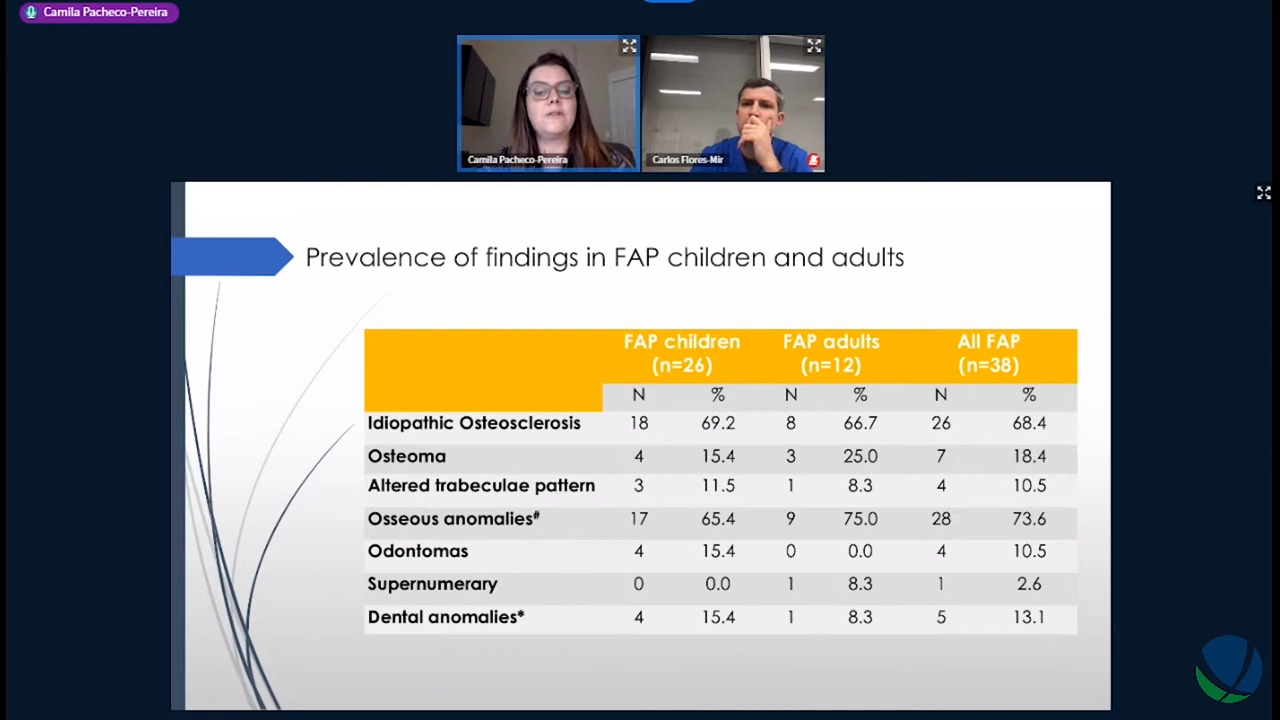 Camila Pacheco-Pereira
Camila Pacheco-Pereira
Carlos Flores-Mir
Prevalence of findings in FAP children and adults
FAP children FAP adults All FAP
(n=26) (n=12) (n=38)
N % N % N %
Idiopathic Osteosclerosis 18 69.2 8 66.7 26 68.4
Osteoma 4 15.4 3 25.0 7 18.4
Altered trabeculae pattern 3 11.5 1 8.3 4 10.5
Osseous anomalies# 17 65.4 9 75.0 28 73.6
Odontomas 4 15.4 0 0.0 4 10.5
Supernumerary 0 0.0 1 8.3 1 2.6
Dental anomalies* 4 15.4 1 8.3 5 13.1